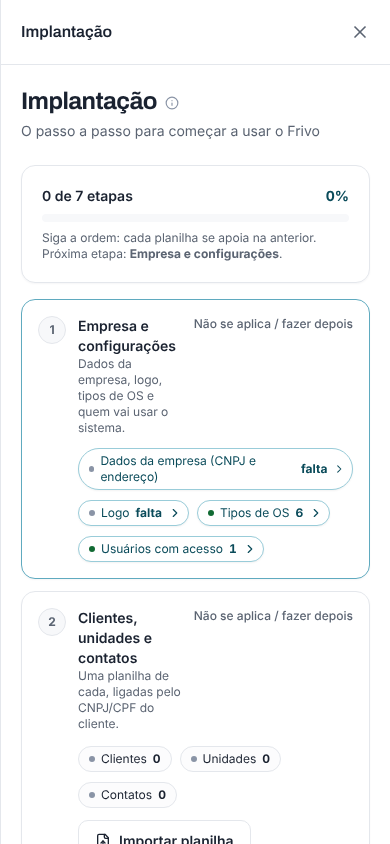 Implantação
Implantação
O passo a passo para começar a usar o Frivo
0 de 7 etapas 0%
Siga a ordem: cada planilha se apoia na anterior.
Próxima etapa: Empresa e configurações.
1 Empresa e Não se aplica / fazer depois
configurações
Dados da
empresa, logo,
tipos de OS e
quem vai usar o
sistema.
Dados da empresa (CNPJ e
endereço) falta
Logo falta Tipos de OS 6
Usuários com acesso 1
2 Clientes, Não se aplica / fazer depois
unidades e
contatos
Uma planilha de
cada, ligadas pelo
CNPJ/CPF do
cliente.
Clientes 0 Unidades 0
Contatos 0
Importar planilha